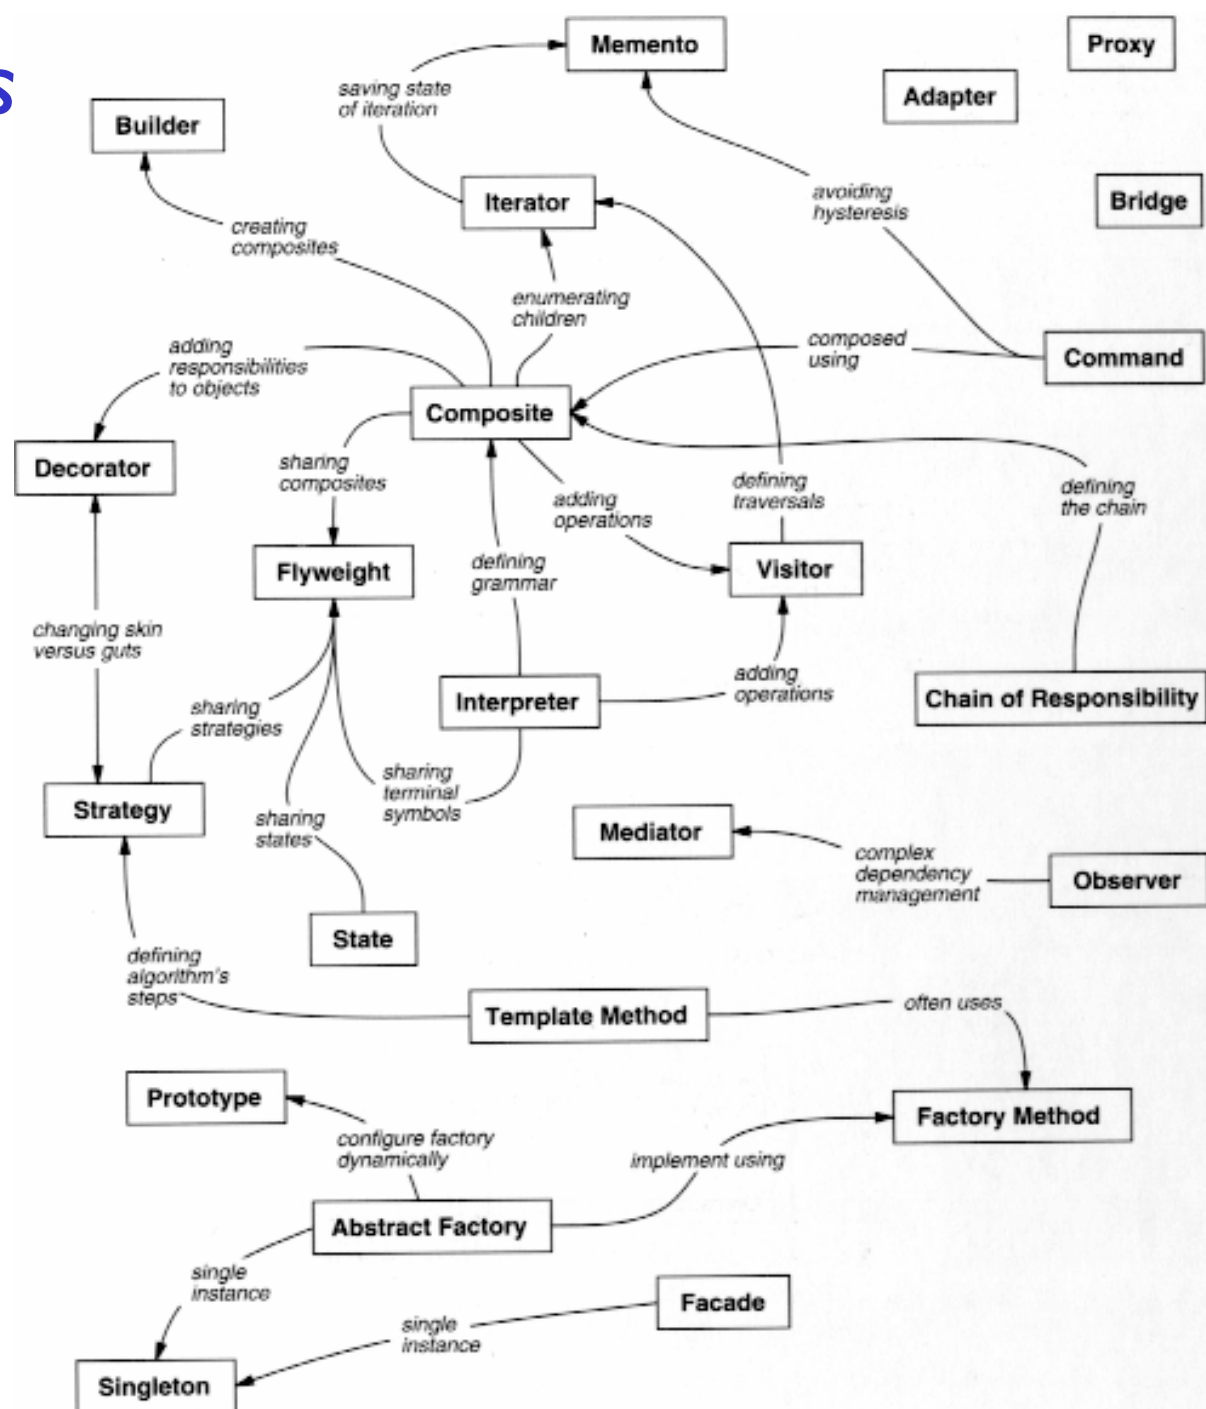 s
Memento
Proxy
Adapter
saving state
of iteration
Builder
Iterator
avoiding
hysteresis
Bridge
creating
composites
enumerating
children
adding
responsibilities
to objects
composed
using
Command
Composite
Decorator
sharing
composites
adding
operations
defining
traversals
defining
the chain
Flyweight
defining
grammar
Visitor
changing skin
versus guts
sharing
strategies
Interpreter
adding
operations
Chain of Responsibility
Strategy
sharing
terminal
symbols
sharing
states
Mediator
complex
dependency
management
Observer
State
defining
algorithm's
steps
Template Method
often uses
Prototype
Factory Method
configure factory
dynamically
implement using
Abstract Factory
single
instance
Facade
single
instance
Singleton